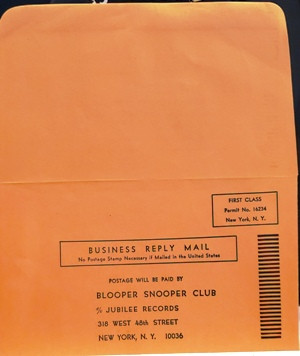 FIRST CLASS
Permit No. 16234
New York, N. Y.
BUSINESS REPLY MAIL
No Postage Stamp Necessary if Mailed in the United States
POSTAGE WILL BE PAID BY
BLOOPER SNOOPER CLUB
℅ JUBILEE RECORDS
318 WEST 48th STREET
NEW YORK, N. Y. 10036